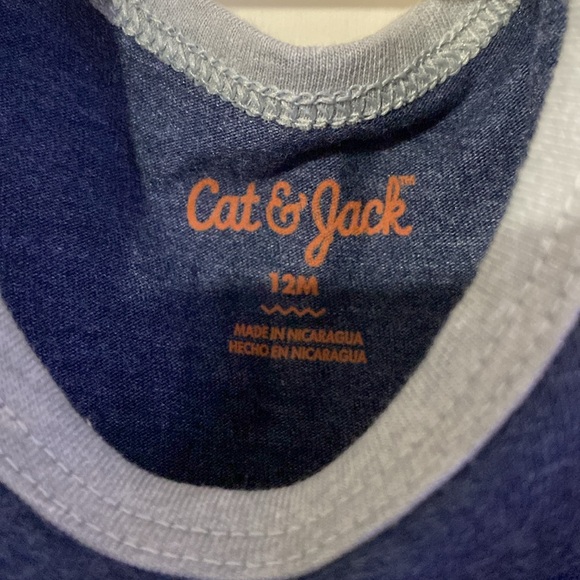 Cat & Jack™
12M
MADE IN NICARAGUA
HECHO EN NICARAGUA